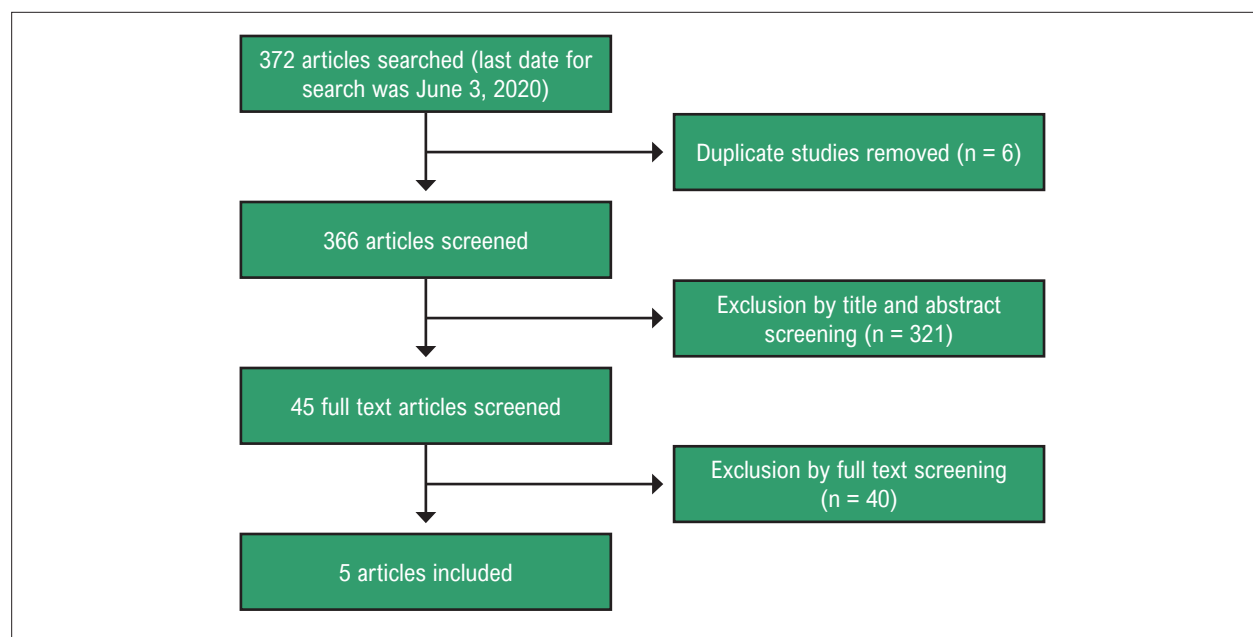 372 articles searched (last date for
search was June 3, 2020)
Duplicate studies removed (n = 6)
366 articles screened
Exclusion by title and abstract
screening (n = 321)
45 full text articles screened
Exclusion by full text screening
(n = 40)
5 articles included